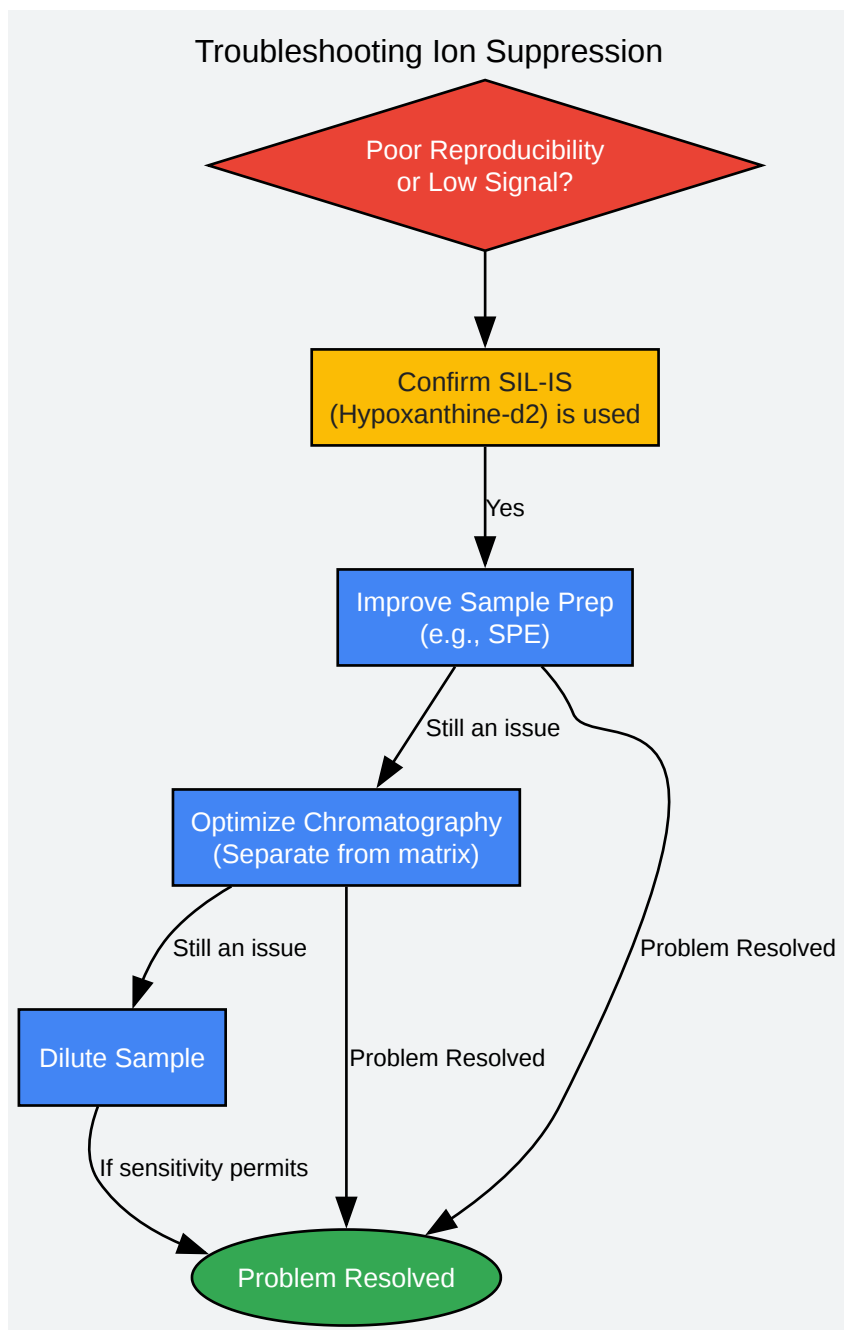 Troubleshooting Ion Suppression
Poor Reproducibility
or Low Signal?
Confirm SIL-IS
(Hypoxanthine-d2) is used
Yes
Improve Sample Prep
(e.g., SPE)
Still an issue
Optimize Chromatography
(Separate from matrix)
Still an issue
Problem Resolved
Dilute Sample
Problem Resolved
If sensitivity permits
Problem Resolved